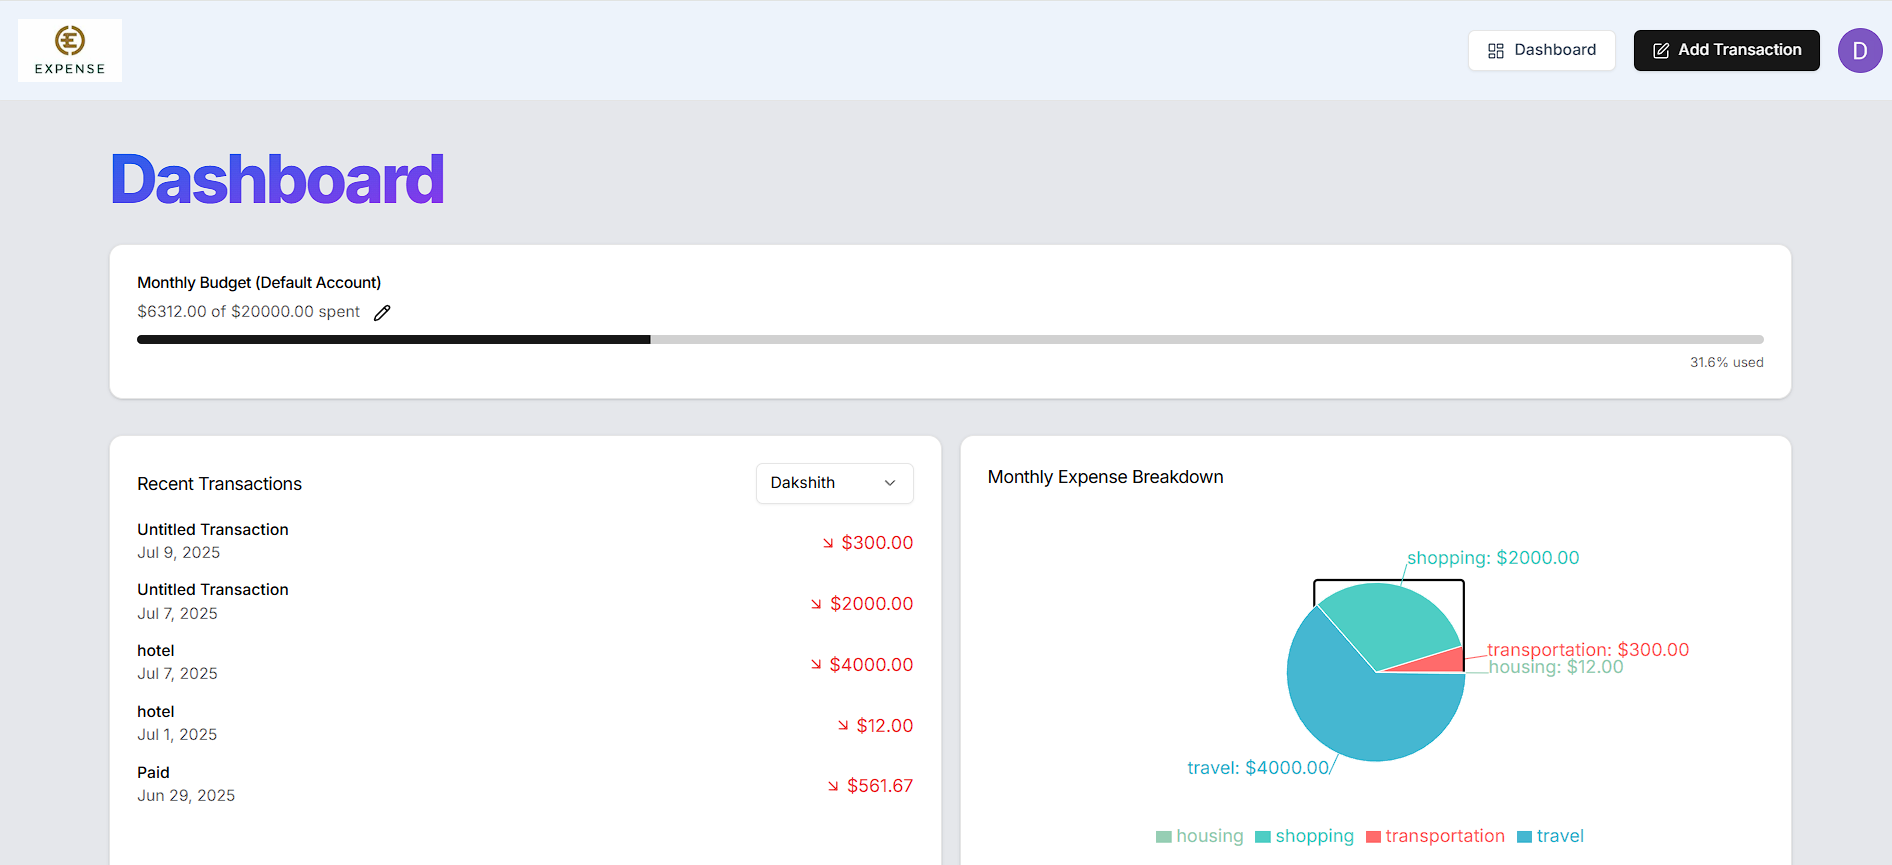 EXPENSE
Dashboard
Add Transaction
D
Dashboard
Monthly Budget (Default Account)
$6312.00 of $20000.00 spent
31.6% used
Recent Transactions
Dakshith
Untitled Transaction
Jul 9, 2025
$300.00
Untitled Transaction
Jul 7, 2025
$2000.00
hotel
Jul 7, 2025
$4000.00
hotel
Jul 1, 2025
$12.00
Paid
Jun 29, 2025
$561.67
Monthly Expense Breakdown
shopping: $2000.00
transportation: $300.00
housing: $12.00
travel: $4000.00
housing shopping transportation travel